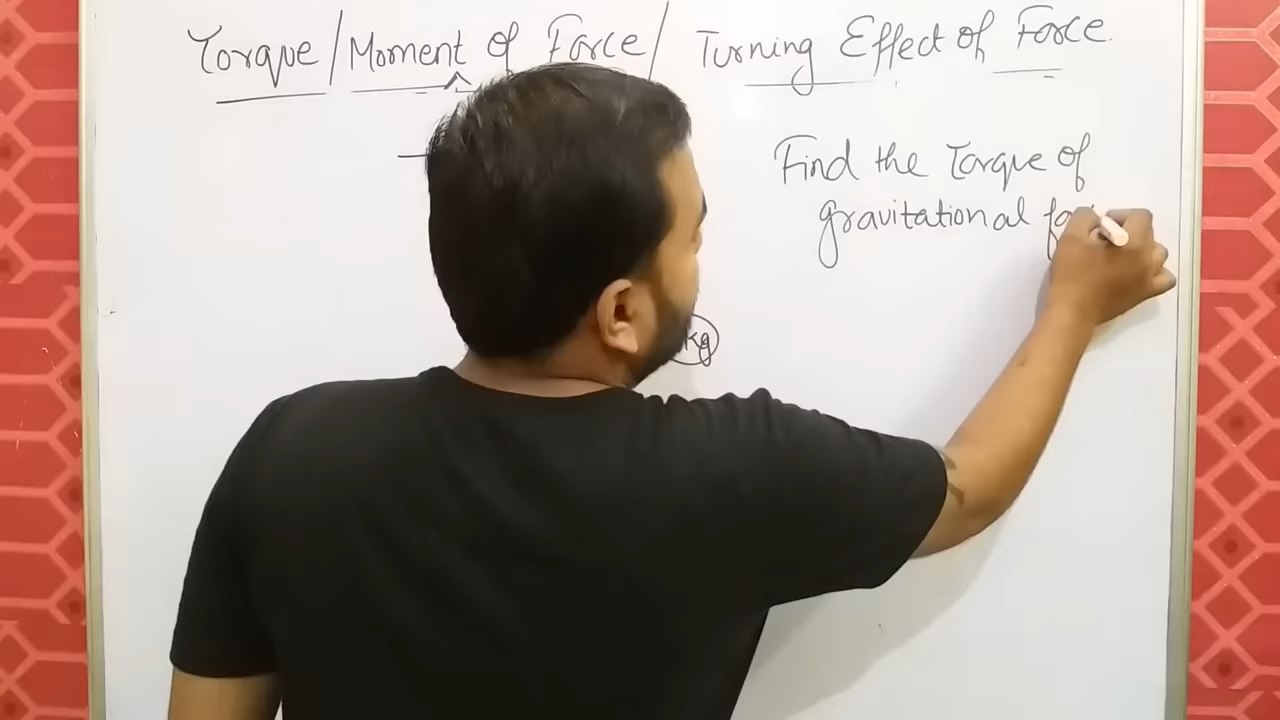 Torque/Moment of Force/ Turning Effect of Force.
Find the Torque of
gravitational
kg